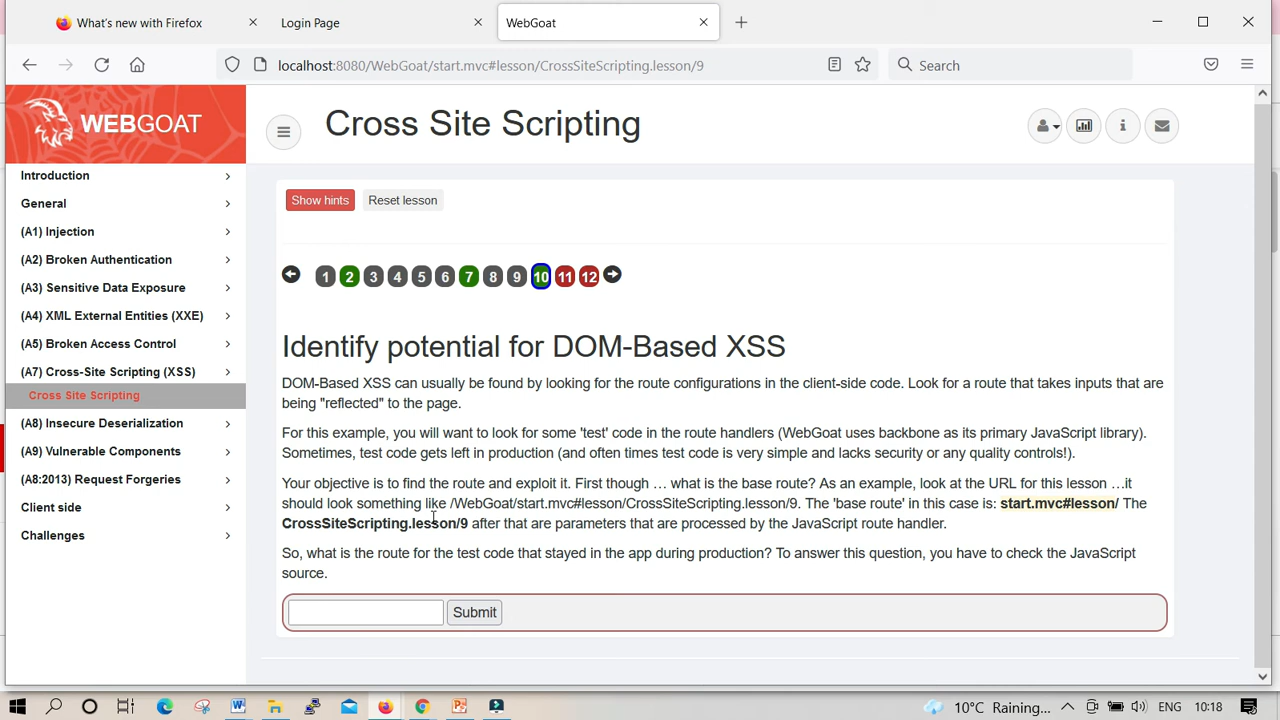 What's new with Firefox
Login Page
WebGoat
localhost:8080/WebGoat/start.mvc#lesson/CrossSiteScripting.lesson/9
Search
WEBGOAT
Cross Site Scripting
Introduction
General
(A1) Injection
(A2) Broken Authentication
(A3) Sensitive Data Exposure
(A4) XML External Entities (XXE)
(A5) Broken Access Control
(A7) Cross-Site Scripting (XSS)
Cross Site Scripting
(A8) Insecure Deserialization
(A9) Vulnerable Components
(A8:2013) Request Forgeries
Client side
Challenges
Show hints Reset lesson
1 2 3 4 5 6 7 8 9 10 11 12
Identify potential for DOM-Based XSS
DOM-Based XSS can usually be found by looking for the route configurations in the client-side code. Look for a route that takes inputs that are
being "reflected" to the page.
For this example, you will want to look for some 'test' code in the route handlers (WebGoat uses backbone as its primary JavaScript library).
Sometimes, test code gets left in production (and often times test code is very simple and lacks security or any quality controls!).
Your objective is to find the route and exploit it. First though … what is the base route? As an example, look at the URL for this lesson …it
should look something like /WebGoat/start.mvc#lesson/CrossSiteScripting.lesson/9. The 'base route' in this case is: start.mvc#lesson/ The
CrossSiteScripting.lesson/9 after that are parameters that are processed by the JavaScript route handler.
So, what is the route for the test code that stayed in the app during production? To answer this question, you have to check the JavaScript
source.
Submit
10°C Raining... ENG 10:18